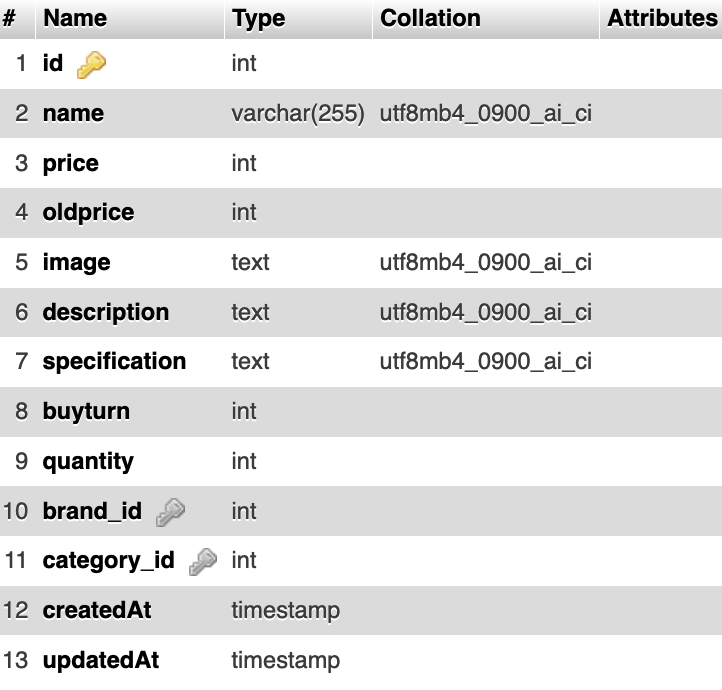 # Name Type Collation Attributes
1 id int
2 name varchar(255) utf8mb4_0900_ai_ci
3 price int
4 oldprice int
5 image text utf8mb4_0900_ai_ci
6 description text utf8mb4_0900_ai_ci
7 specification text utf8mb4_0900_ai_ci
8 buyturn int
9 quantity int
10 brand_id int
11 category_id int
12 createdAt timestamp
13 updatedAt timestamp